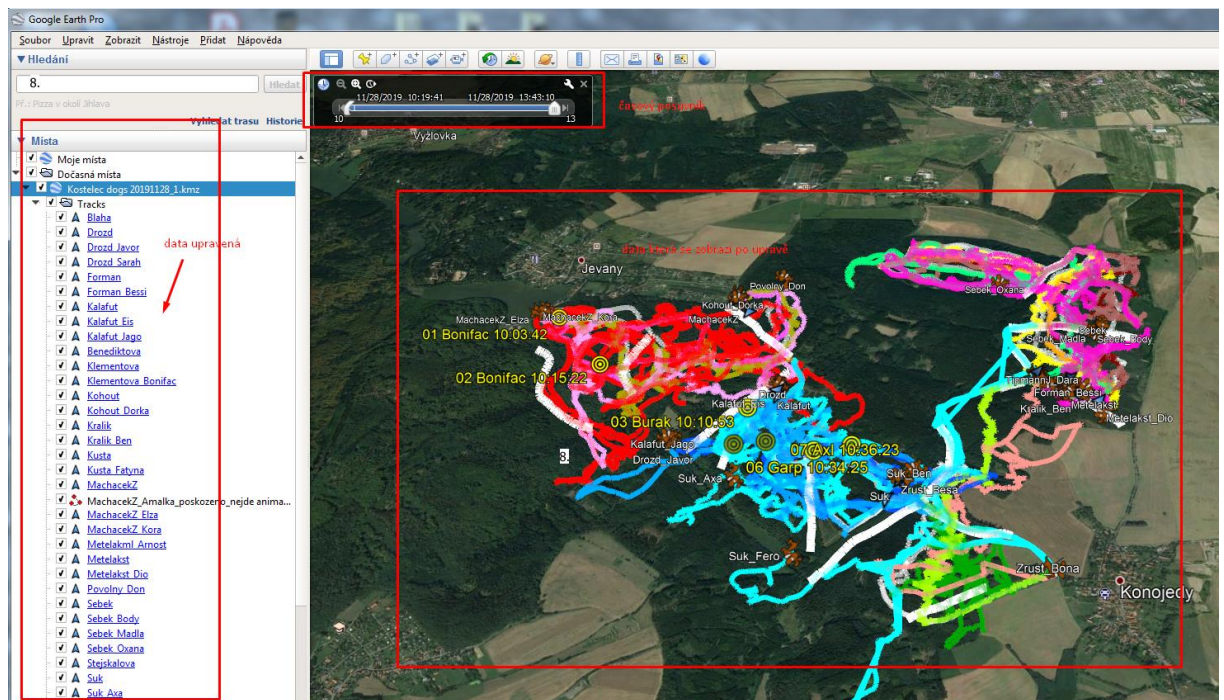 Google Earth Pro
Soubor Upravit Zobrazit Nástroje Přidat Nápověda
Hledání
8.
Hledat
Př.: Pizza v okolí Jihlava
Vyhledat trasu Historie
Místa
Moje místa
Dočasná místa
Kostelec dogs 20191128_1.kmz
Tracks
Blaha
Drozd
Drozd Javor
Drozd Sarah
Forman
Forman Bessi
Kalafut
Kalafut Eis
Kalafut Jago
Benediktova
Klementova
Klementova Bonifac
Kohout
Kohout Dorka
Kralik
Kralik Ben
Kusta
Kusta Fatyna
MachacekZ
MachacekZ_Amalka_poskozeno_nejde anima...
MachacekZ Elza
MachacekZ Kora
Metelakml Arnost
Metelakst
Metelakst Dio
Povolny Don
Sebek
Sebek Body
Sebek Madla
Sebek Oxana
Stejskalova
Suk
Suk Axa
data upravená
11/28/2019 10:19:41 11/28/2019 13:43:10
10 13
časový posuvník
Vyžlovka
data která se zobrazí po upravě
Jevany
Povolny_Don
Sebek_Oxana
Kohout_Dorka
MachacekZ_Elza
MachacekZ_Kora
MachacekZ
01 Bonifac 10:03:42
Sebek
Sebek_Madla
Sebek_Body
02 Bonifac 10:15:22
TipmannJ_Dara
Drozd
Forman_Bessi
Kalafut_Eis
Kalafut
Kralik_Ben
Metelakst
03 Burak 10:10:53
Metelakst_Dio
Kalafut_Jago
07 Axl 10:36:23
8.
Drozd_Javor
06 Garp 10:34:25
Suk_Axa
Suk_Ben
Suk
Zrust_Besa
Suk_Fero
Zrust_Bona
Konojedy